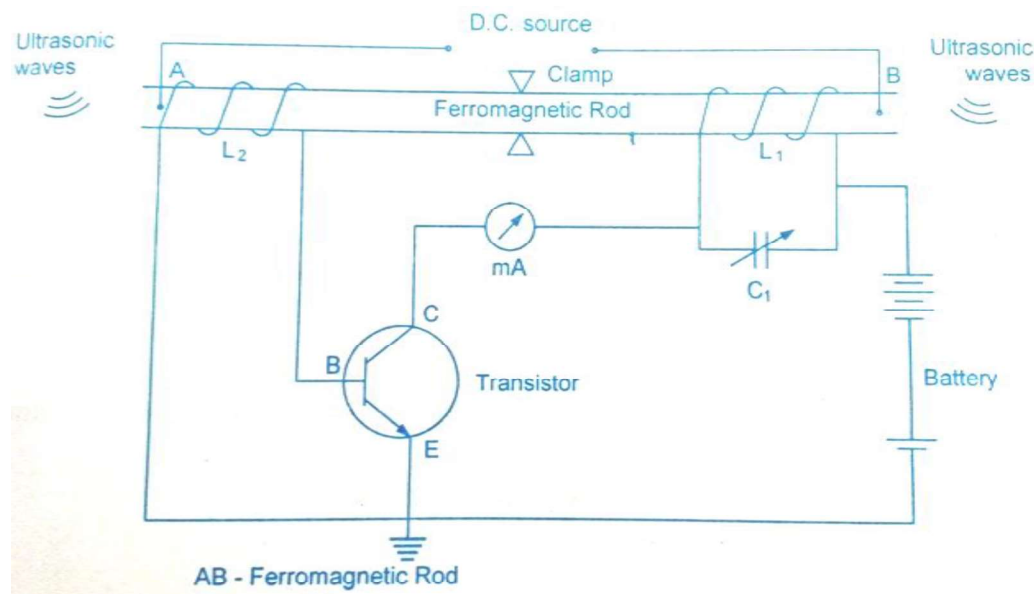 D.C. source
Ultrasonic
waves
A
Clamp
B
Ultrasonic
waves
Ferromagnetic Rod
L2
L1
mA
C1
C
B
Transistor
Battery
E
AB - Ferromagnetic Rod